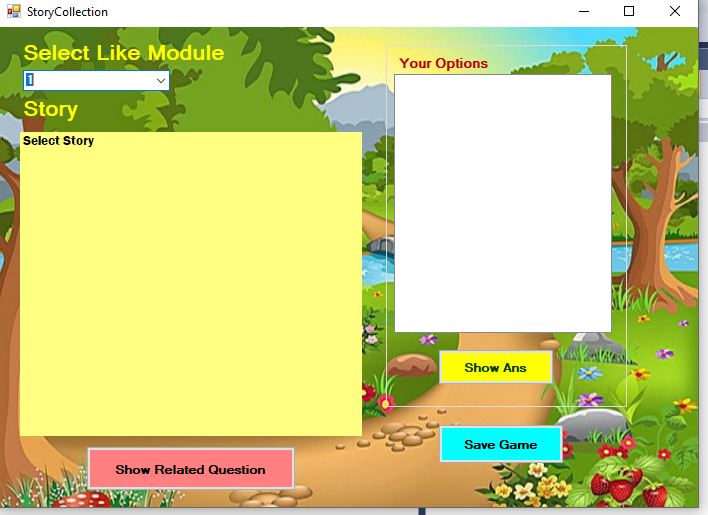 StoryCollection
Select Like Module
1
Story
Select Story
Show Related Question
Your Options
Show Ans
Save Game